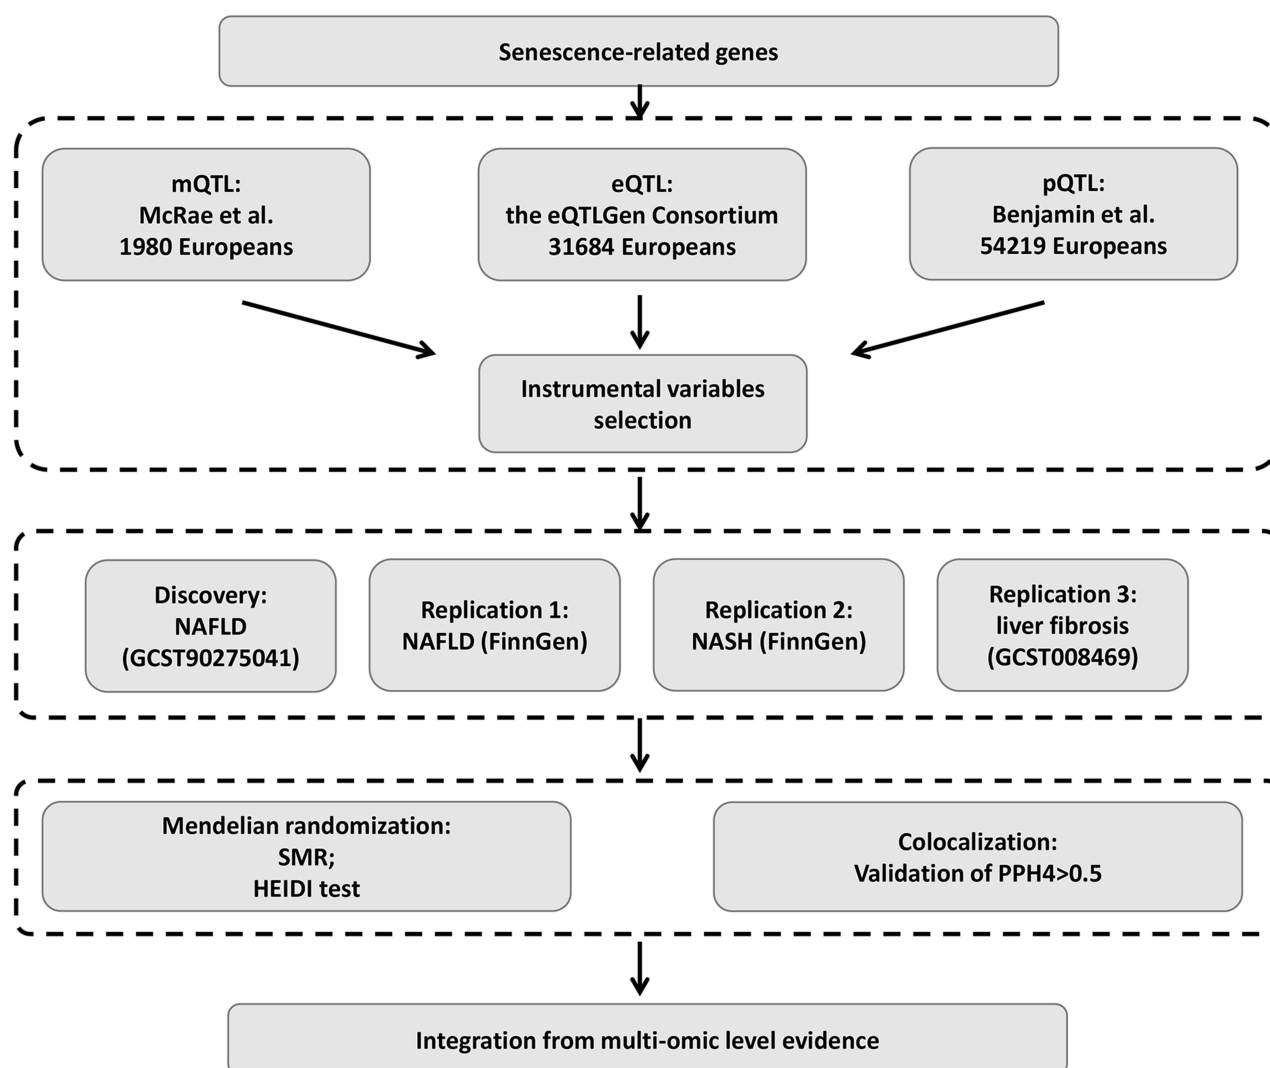 Senescence-related genes
mQTL:
McRae et al.
1980 Europeans
eQTL:
the eQTLGen Consortium
31684 Europeans
pQTL:
Benjamin et al.
54219 Europeans
Instrumental variables
selection
Discovery:
NAFLD
(GCST90275041)
Replication 1:
NAFLD (FinnGen)
Replication 2:
NASH (FinnGen)
Replication 3:
liver fibrosis
(GCST008469)
Mendelian randomization:
SMR;
HEIDI test
Colocalization:
Validation of PPH4>0.5
Integration from multi-omic level evidence